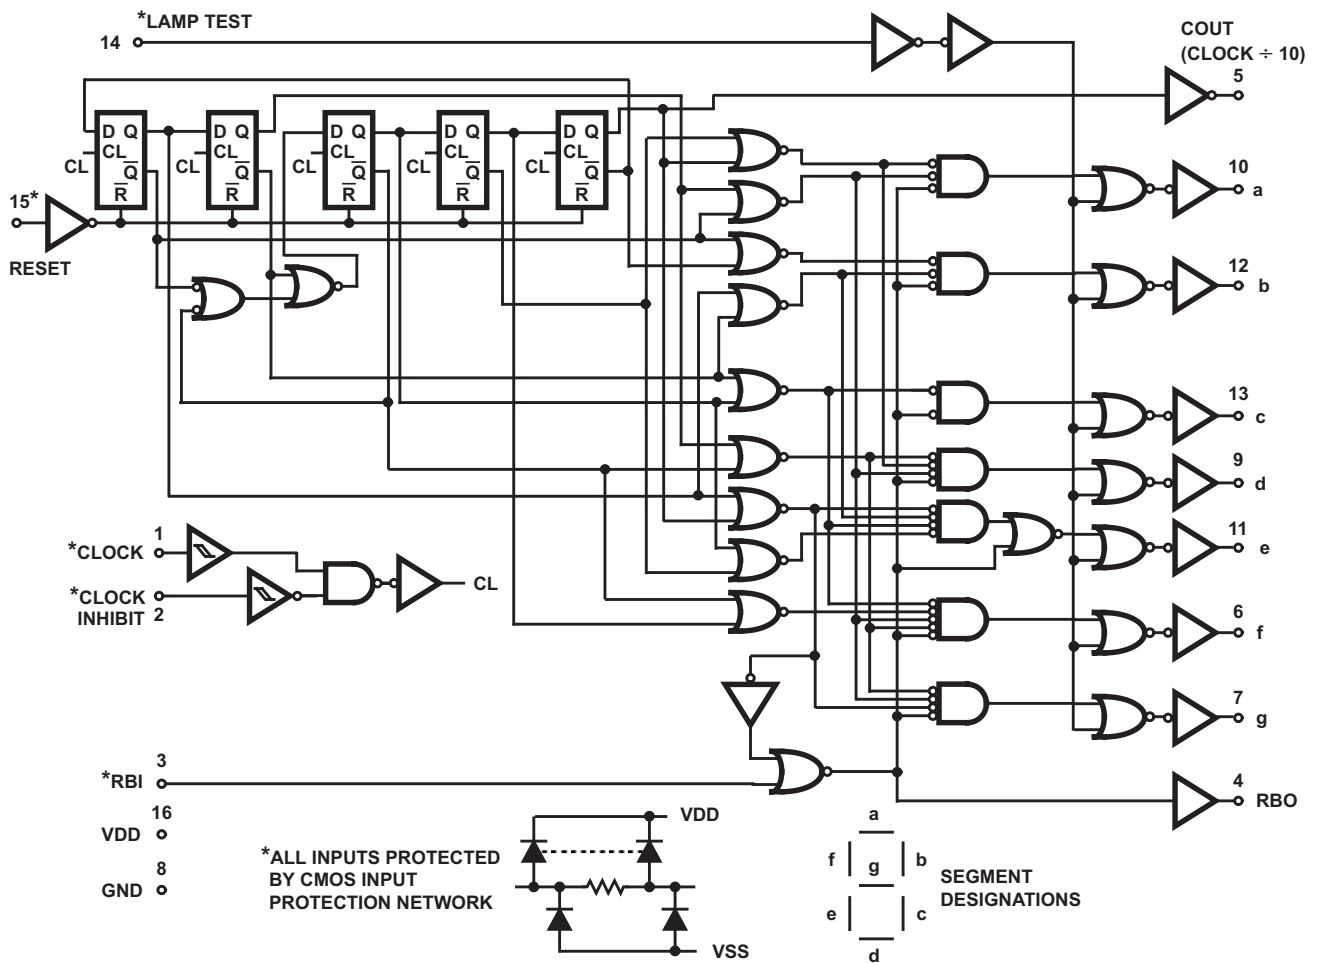 *LAMP TEST
14
COUT
(CLOCK ÷ 10)
5
D Q
CL
Q̅
R̅
D Q
CL
Q̅
R̅
D Q
CL
Q̅
R̅
D Q
CL
Q̅
R̅
D Q
CL
Q̅
R̅
CL
CL
CL
CL
CL
15*
RESET
10
a
12
b
13
c
9
d
11
e
6
f
7
g
1
*CLOCK
*CLOCK
INHIBIT 2
CL
3
*RBI
4
RBO
16
VDD
8
GND
*ALL INPUTS PROTECTED
BY CMOS INPUT
PROTECTION NETWORK
VDD
VSS
a
f g b
e c
d
SEGMENT
DESIGNATIONS